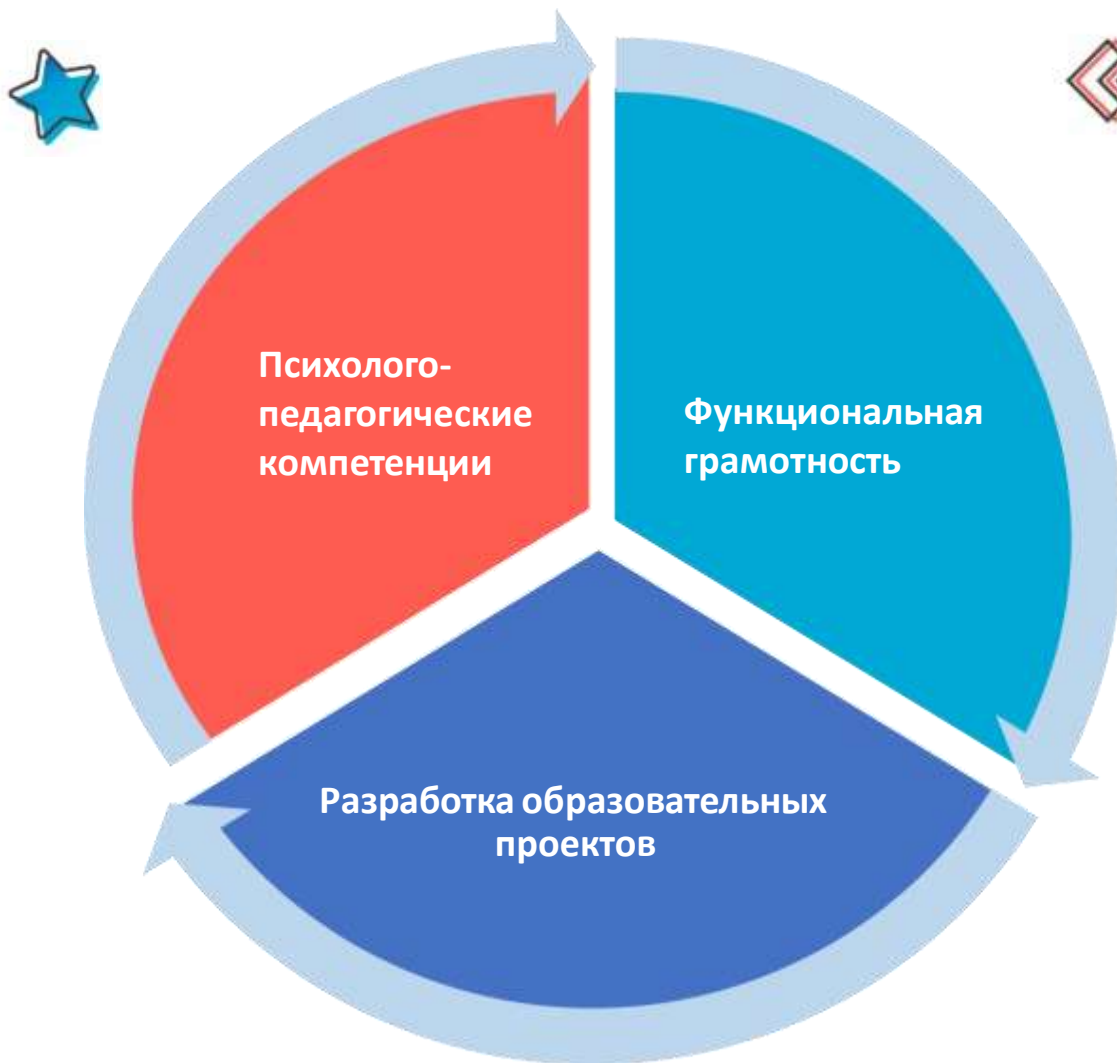 Психолого-
педагогические
компетенции
Функциональная
грамотность
Разработка образовательных
проектов